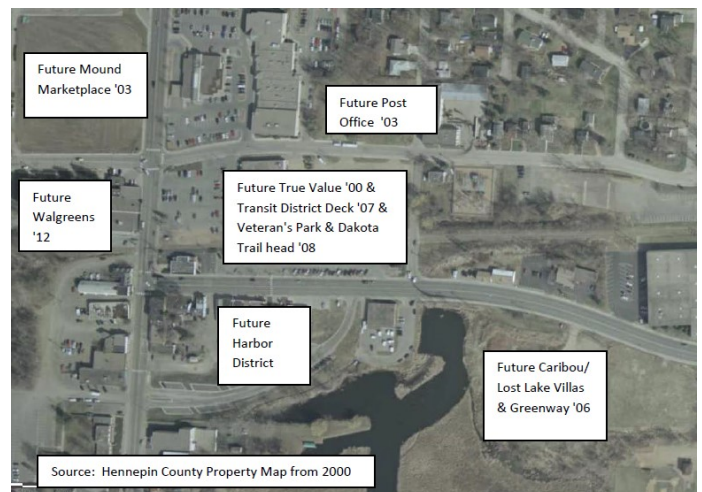 Future Mound
Marketplace '03
Future Post
Office '03
Future
Walgreens
'12
Future True Value '00 &
Transit District Deck '07 &
Veteran's Park & Dakota
Trail head '08
Future
Harbor
District
Future Caribou/
Lost Lake Villas
& Greenway '06
Source: Hennepin County Property Map from 2000